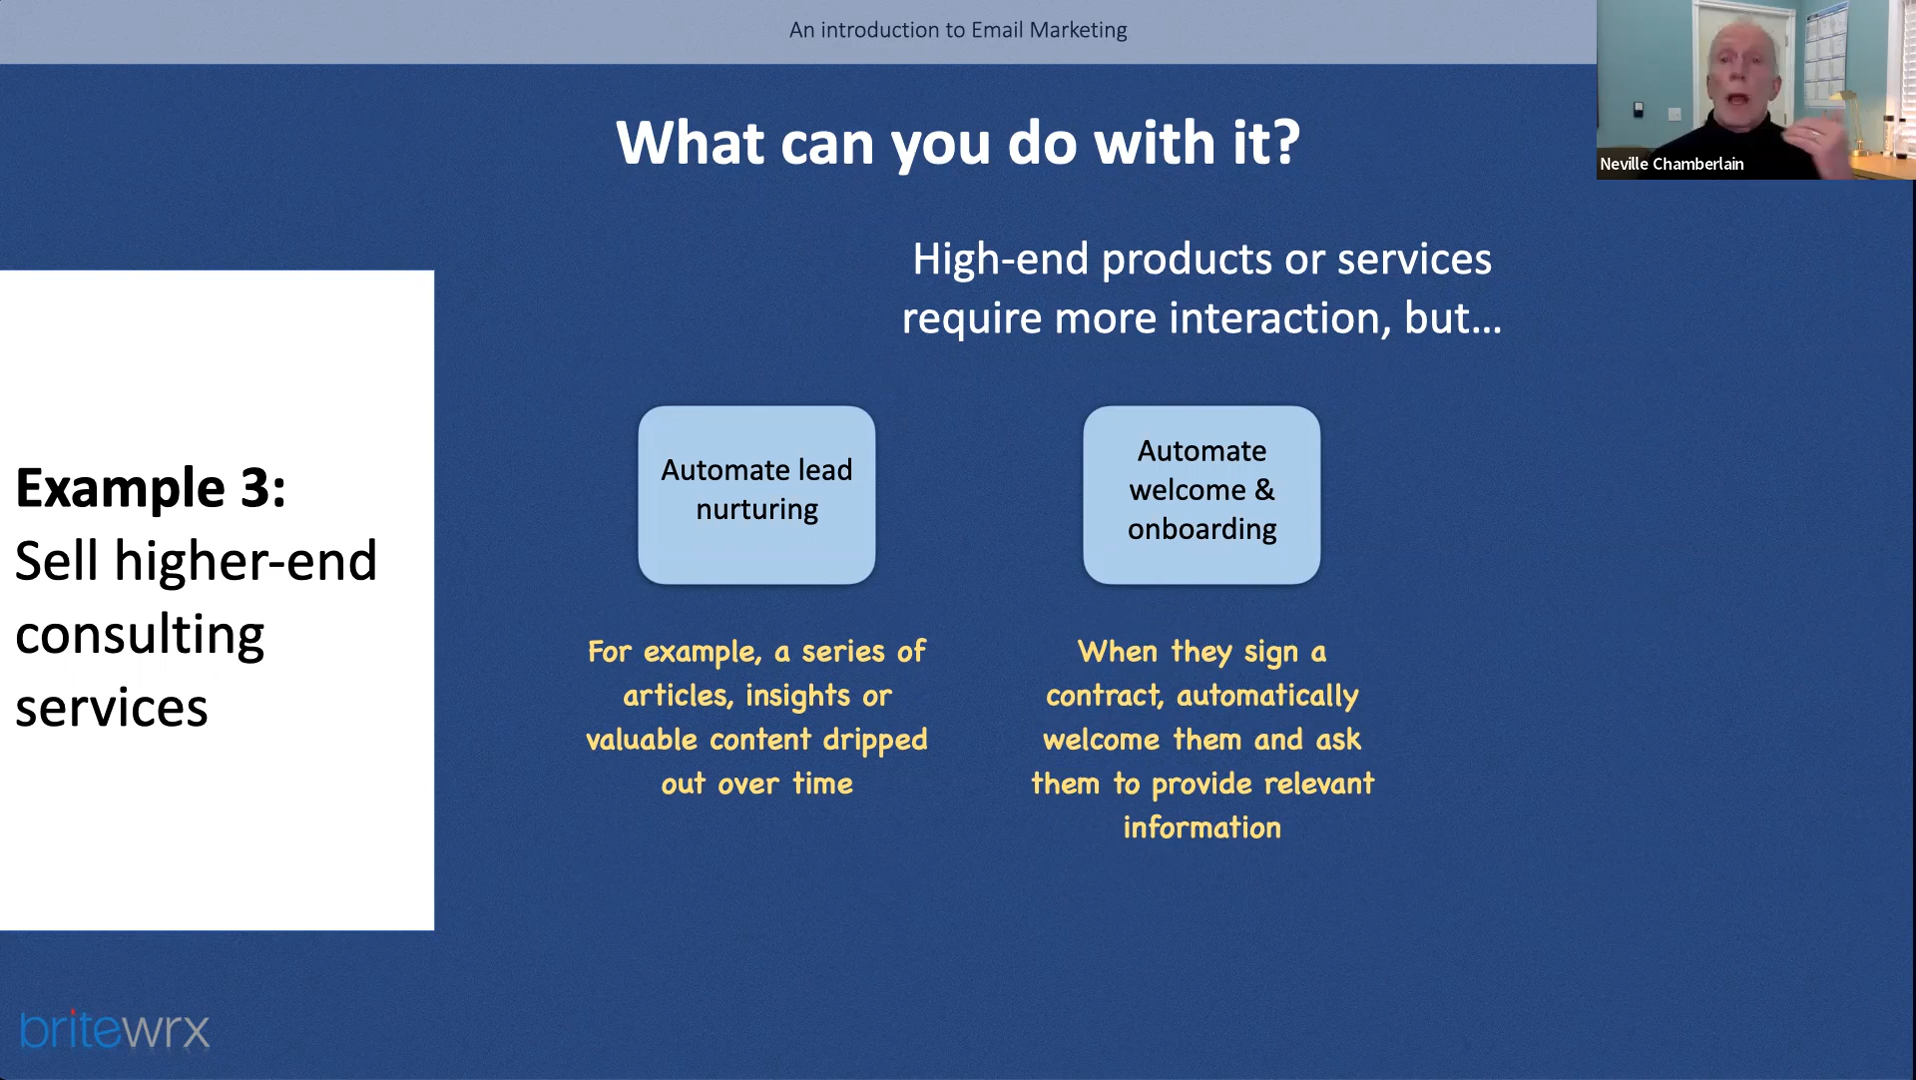 An introduction to Email Marketing
What can you do with it?
Neville Chamberlain
High-end products or services
require more interaction, but...
Example 3:
Sell higher-end
consulting
services
Automate lead
nurturing
For example, a series of
articles, insights or
valuable content dripped
out over time
Automate
welcome &
onboarding
When they sign a
contract, automatically
welcome them and ask
them to provide relevant
information
britewrx